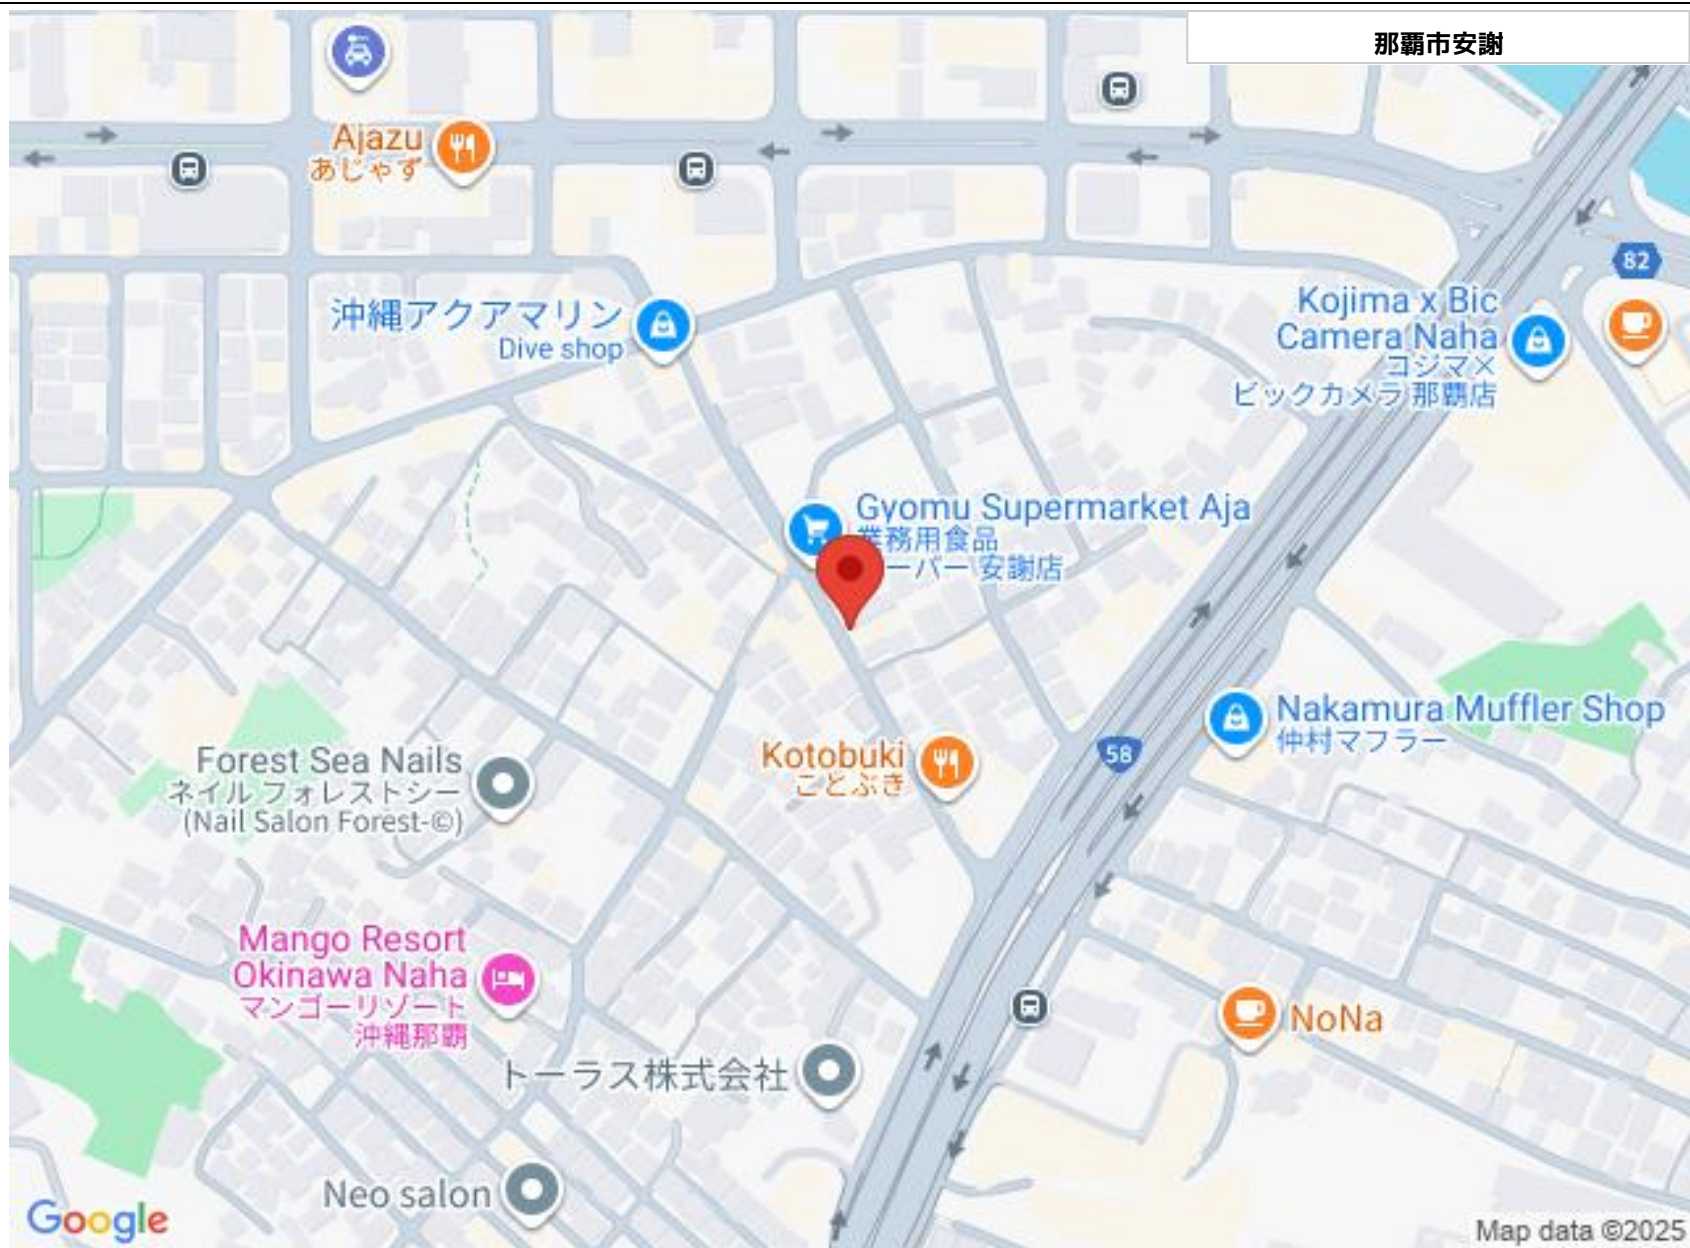 那覇市安謝
Ajazu
あじゃず
82
沖縄アクアマリン
Dive shop
Kojima x Bic
Camera Naha
コジマ×
ビックカメラ 那覇店
Gyomu Supermarket Aja
業務用食品
ーパー 安謝店
Nakamura Muffler Shop
仲村マフラー
58
Kotobuki
ことぶき
Forest Sea Nails
ネイル フォレストシー
(Nail Salon Forest-©)
Mango Resort
Okinawa Naha
マンゴーリゾート
沖縄那覇
NoNa
トーラス株式会社
Neo salon
Google
Map data ©2025